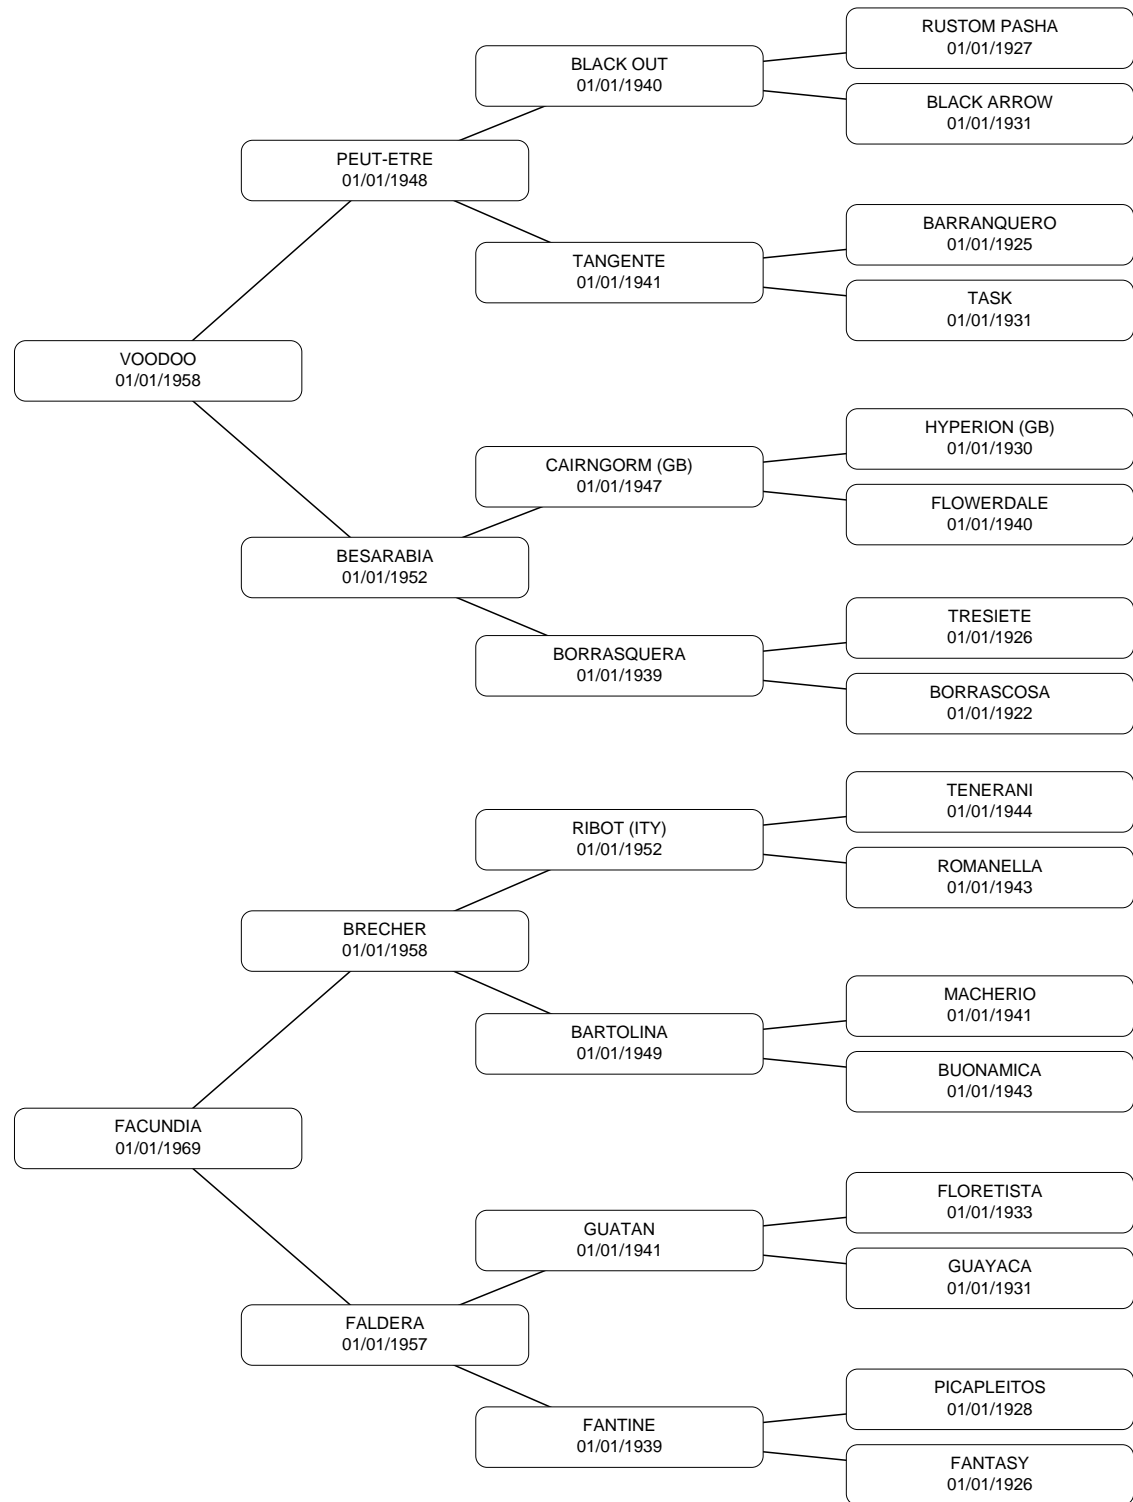 RUSTOM PASHA
01/01/1927
BLACK OUT
01/01/1940
BLACK ARROW
01/01/1931
PEUT-ETRE
01/01/1948
BARRANQUERO
01/01/1925
TANGENTE
01/01/1941
TASK
01/01/1931
VOODOO
01/01/1958
HYPERION (GB)
01/01/1930
CAIRNGORM (GB)
01/01/1947
FLOWERDALE
01/01/1940
BESARABIA
01/01/1952
TRESIETE
01/01/1926
BORRASQUERA
01/01/1939
BORRASCOSA
01/01/1922
TENERANI
01/01/1944
RIBOT (ITY)
01/01/1952
ROMANELLA
01/01/1943
BRECHER
01/01/1958
MACHERIO
01/01/1941
BARTOLINA
01/01/1949
BUONAMICA
01/01/1943
FACUNDIA
01/01/1969
FLORETISTA
01/01/1933
GUATAN
01/01/1941
GUAYACA
01/01/1931
FALDERA
01/01/1957
PICAPLEITOS
01/01/1928
FANTINE
01/01/1939
FANTASY
01/01/1926